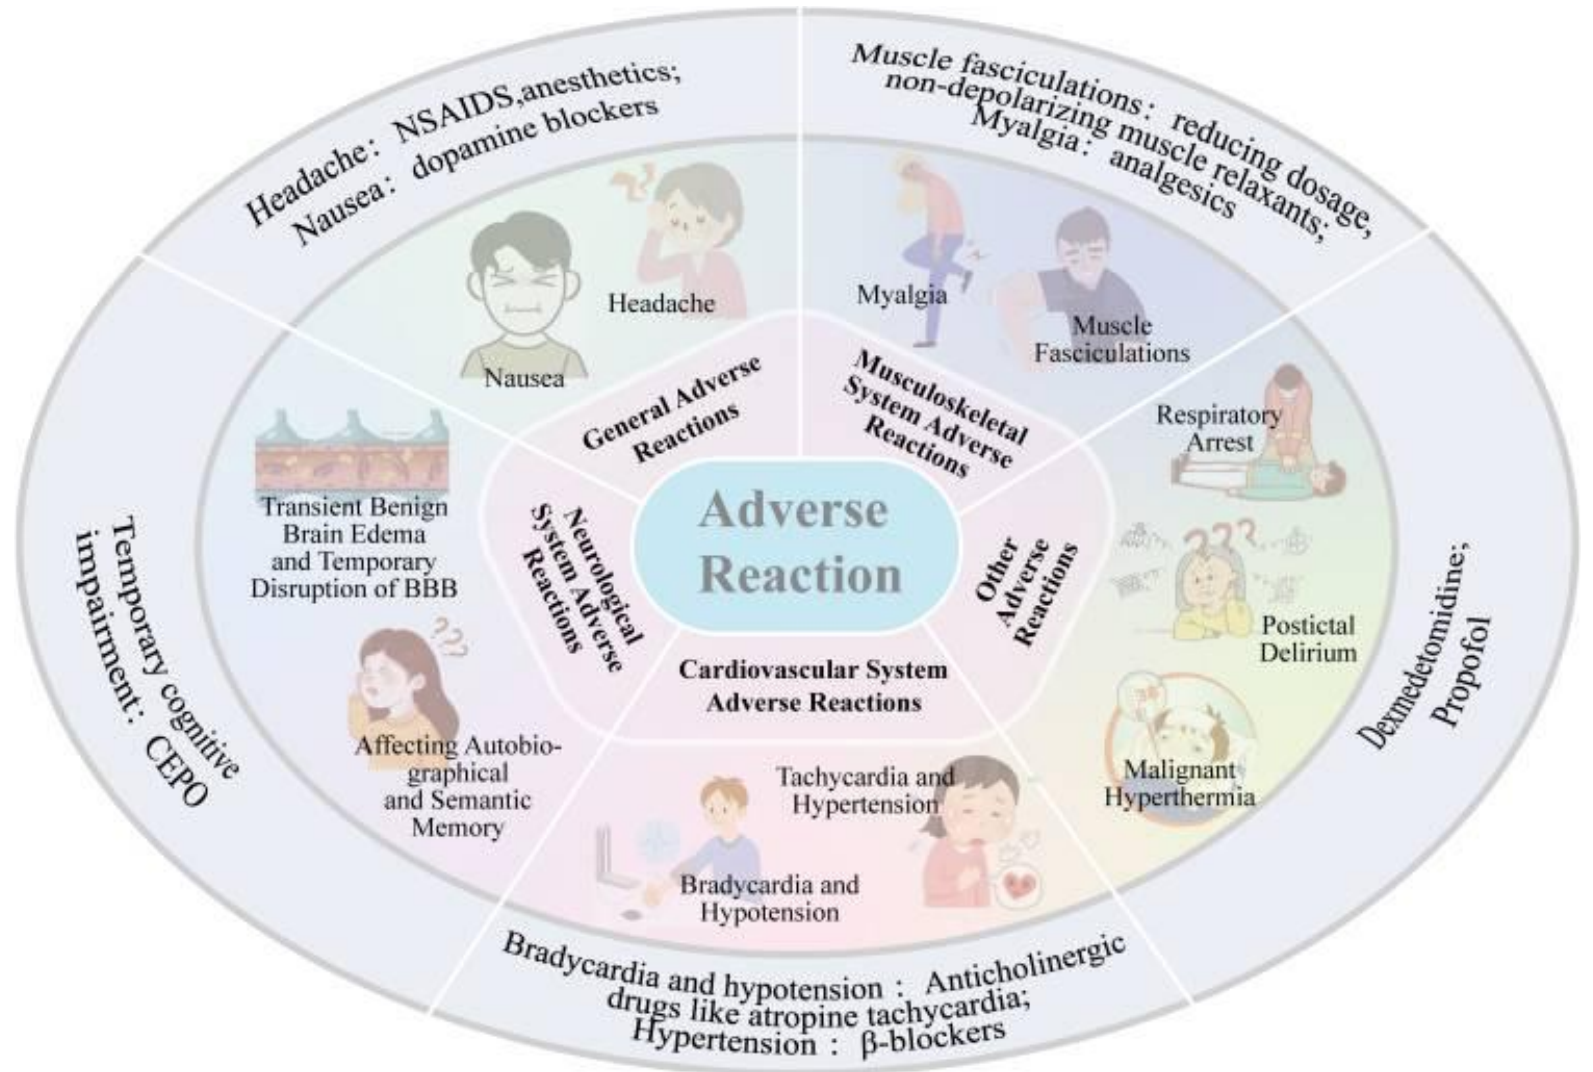 Headache：NSAIDS,anesthetics;
Nausea：dopamine blockers
Muscle fasciculations：reducing dosage,
non-depolarizing muscle relaxants;
Myalgia：analgesics
Headache
Nausea
Myalgia
Muscle
Fasciculations
General Adverse
Reactions
Musculoskeletal
System Adverse
Reactions
Respiratory
Arrest
Transient Benign
Brain Edema
and Temporary
Disruption of BBB
Adverse
Reaction
Neurological
System Adverse
Reactions
Other
Adverse
Reactions
???
Postictal
Delirium
Dexmedetomidine;
Propofol
Temporary cognitive
impairment：CEPO
???
Affecting Autobio-
graphical
and Semantic
Memory
Cardiovascular System
Adverse Reactions
Malignant
Hyperthermia
Tachycardia and
Hypertension
Bradycardia and
Hypotension
Bradycardia and hypotension：Anticholinergic
drugs like atropine tachycardia;
Hypertension：β-blockers